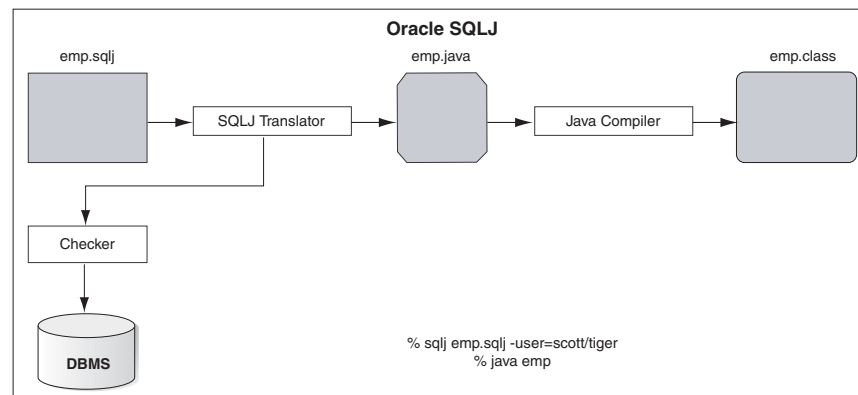 Oracle SQLJ
emp.sqlj
emp.java
emp.class
SQLJ Translator
Java Compiler
Checker
DBMS
% sqlj emp.sqlj -user=scott/tiger
% java emp